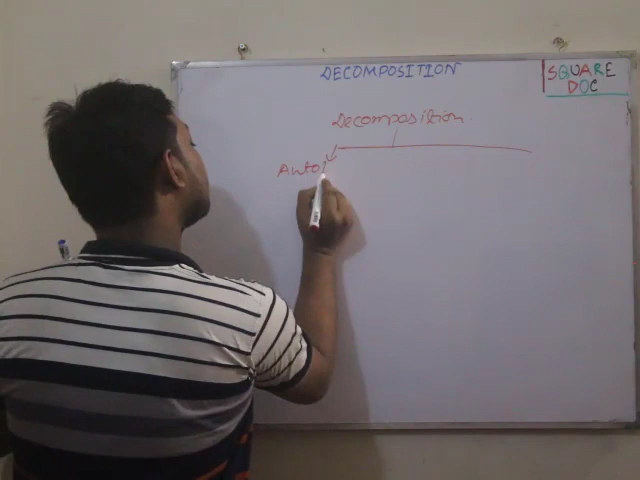 DECOMPOSITION
SQUARE
DOC
Decomposition.
Auto